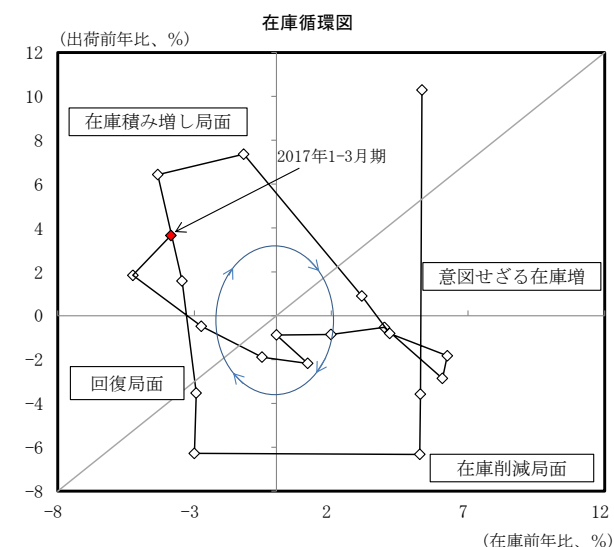 在庫循環図
(出荷前年比、%)
12
10
8
6
4
2
0
-2
-4
-6
-8
在庫積み増し局面
2017年1-3月期
意図せざる在庫増
回復局面
在庫削減局面
-8
-3
2
7
12
(在庫前年比、%)